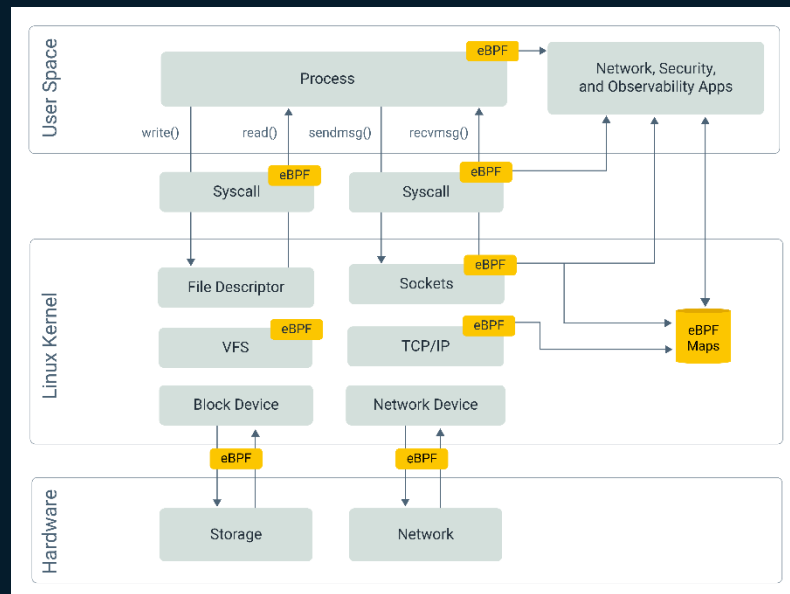 User Space
eBPF
Process
Network, Security,
and Observability Apps
write()
read()
sendmsg()
recvmsg()
eBPF
Syscall
eBPF
Syscall
Linux Kernel
File Descriptor
eBPF
Sockets
eBPF
VFS
eBPF
TCP/IP
eBPF
Maps
Block Device
Network Device
eBPF
eBPF
Hardware
Storage
Network